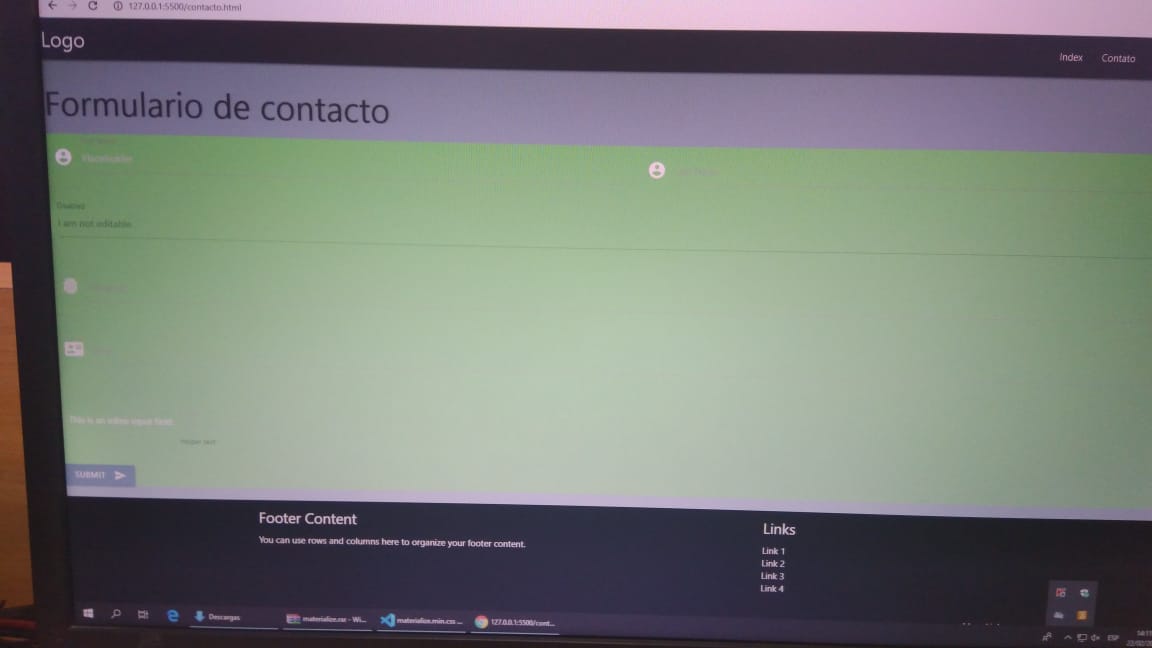 127.0.0.1:5500/contacto.html
Logo
Index Contato
Formulario de contacto
Placeholder
Disabled
I am not editable
This is an inline input field:
Helper text
SUBMIT
Footer Content
You can use rows and columns here to organize your footer content.
Links
Link 1
Link 2
Link 3
Link 4
Descargas
materialize.rar - Wi...
materialize.min.css ...
127.0.0.1:5500/cont...
ESP